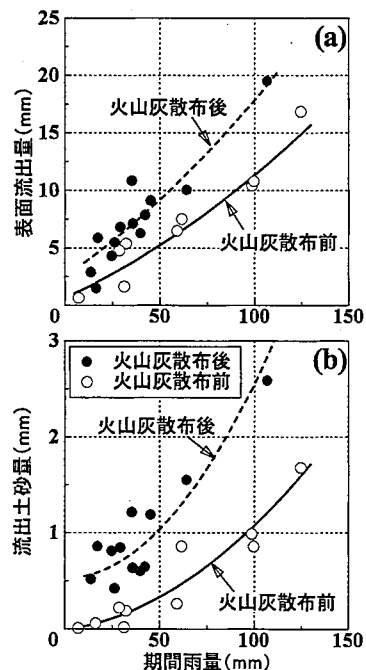 (a)
25
20
15
10
5
0
表面流出量(mm)
火山灰散布後
火山灰散布前
0 50 100 150
(b)
3
2
1
0
流出土砂量(mm)
● 火山灰散布後
○ 火山灰散布前
火山灰散布後
火山灰散布前
0 50 100 150
期間雨量(mm)